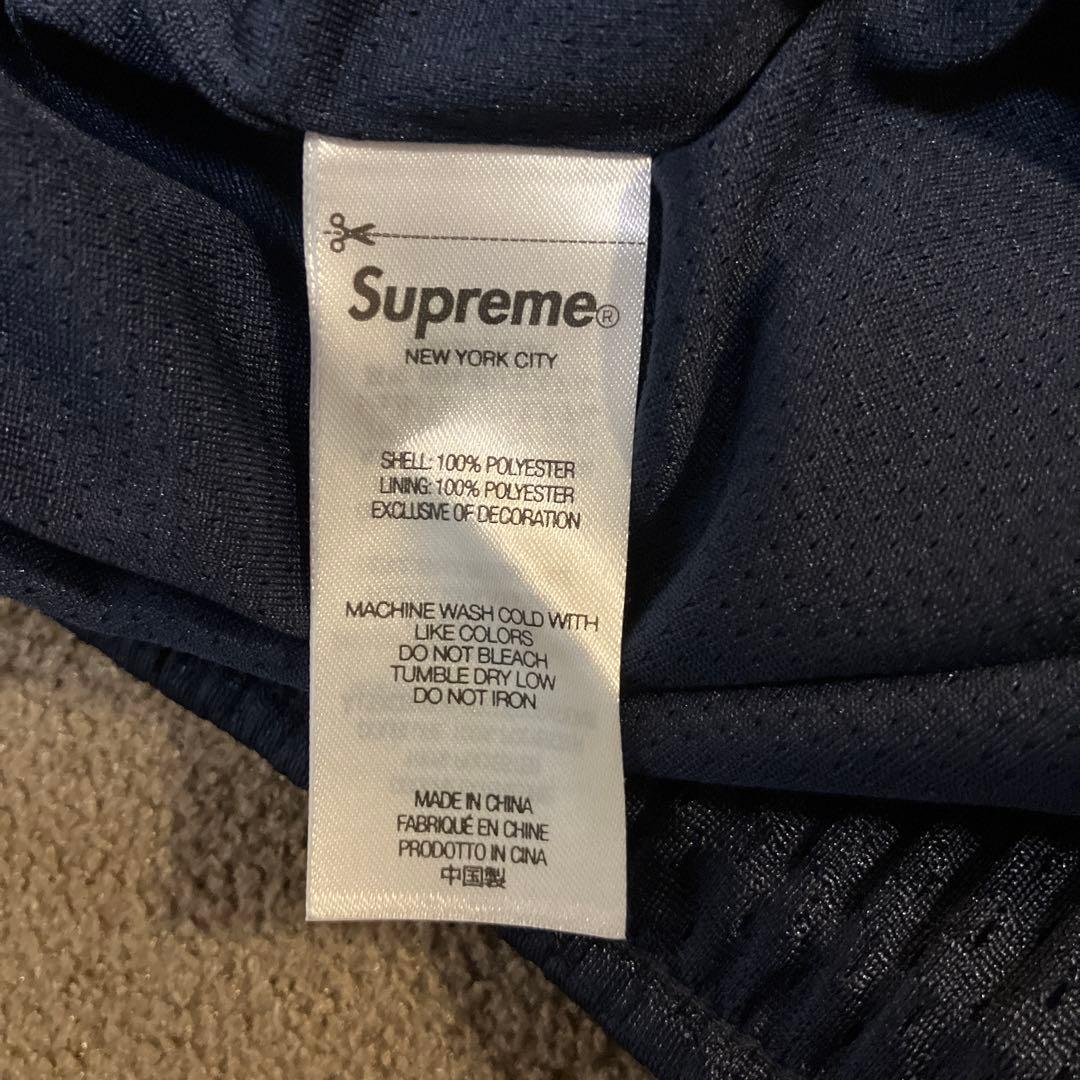 Supreme®
NEW YORK CITY
SHELL: 100% POLYESTER
LINING: 100% POLYESTER
EXCLUSIVE OF DECORATION
MACHINE WASH COLD WITH
LIKE COLORS
DO NOT BLEACH
TUMBLE DRY LOW
DO NOT IRON
MADE IN CHINA
FABRIQUÉ EN CHINE
PRODOTTO IN CINA
中国製